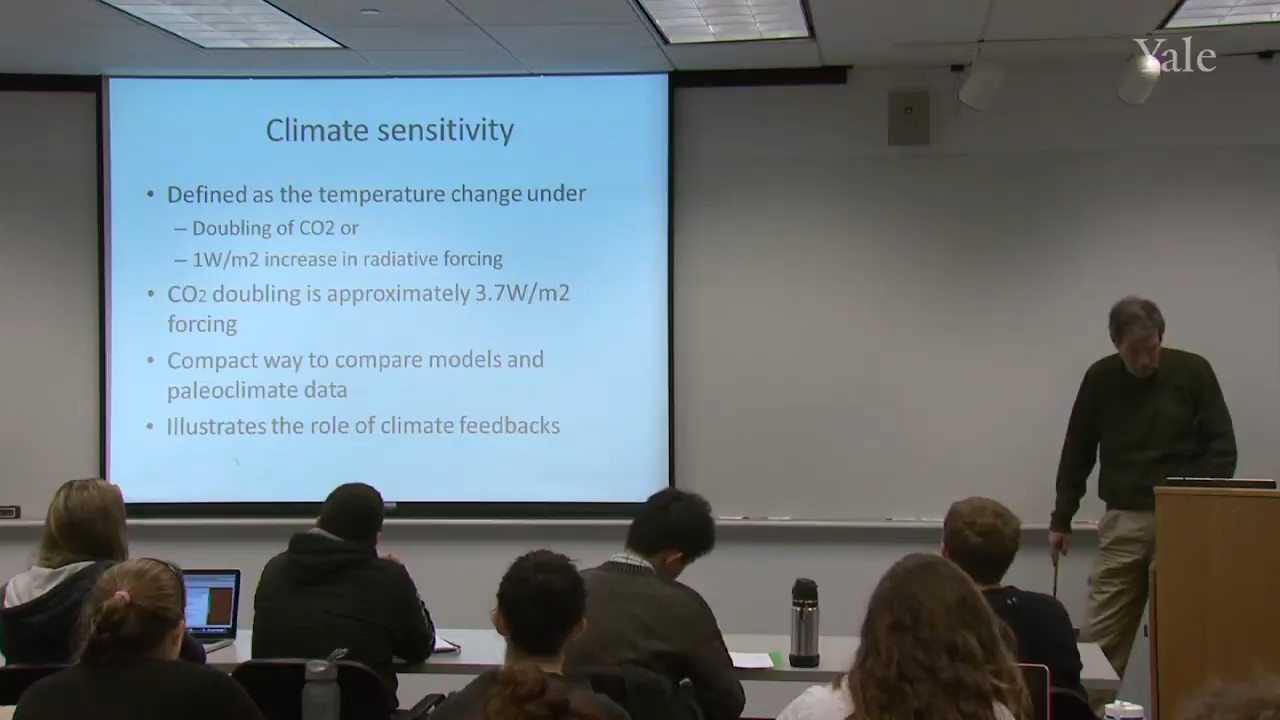 Yale
Climate sensitivity
• Defined as the temperature change under
– Doubling of CO2 or
– 1W/m2 increase in radiative forcing
• CO2 doubling is approximately 3.7W/m2
forcing
• Compact way to compare models and
paleoclimate data
• Illustrates the role of climate feedbacks